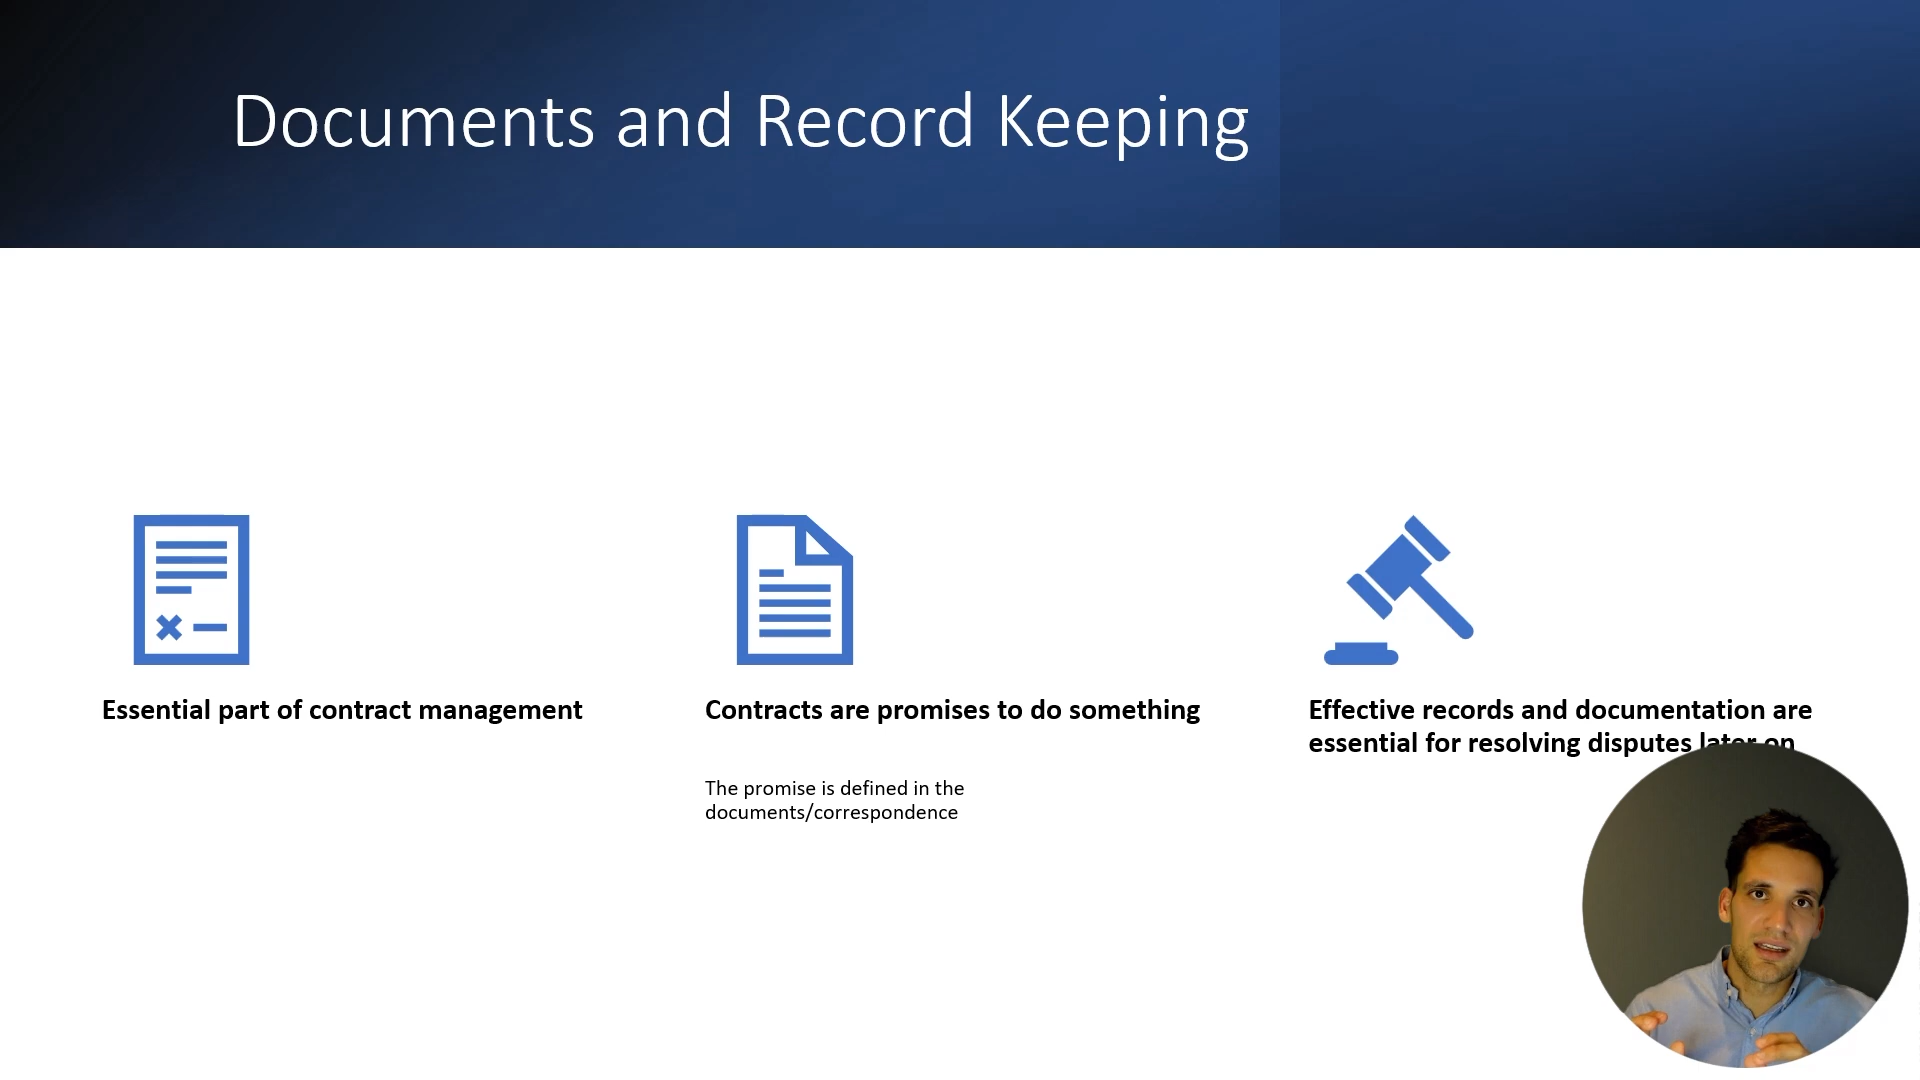 Documents and Record Keeping
Essential part of contract management
Contracts are promises to do something
The promise is defined in the
documents/correspondence
Effective records and documentation are
essential for resolving disputes later on